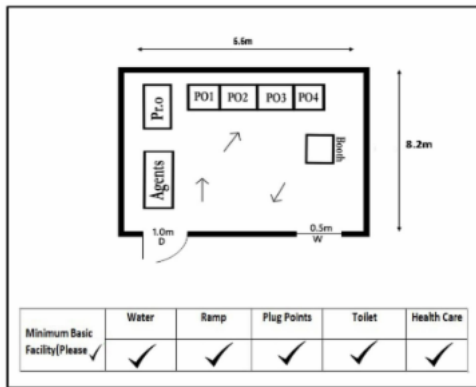 6.6m
Pr.o
PO1 PO2 PO3 PO4
Booth
8.2m
Agents
1.0m
D
0.5m
W
Water Ramp Plug Points Toilet Health Care
Minimum Basic
Facility(Please ✓ ✓ ✓ ✓ ✓ ✓